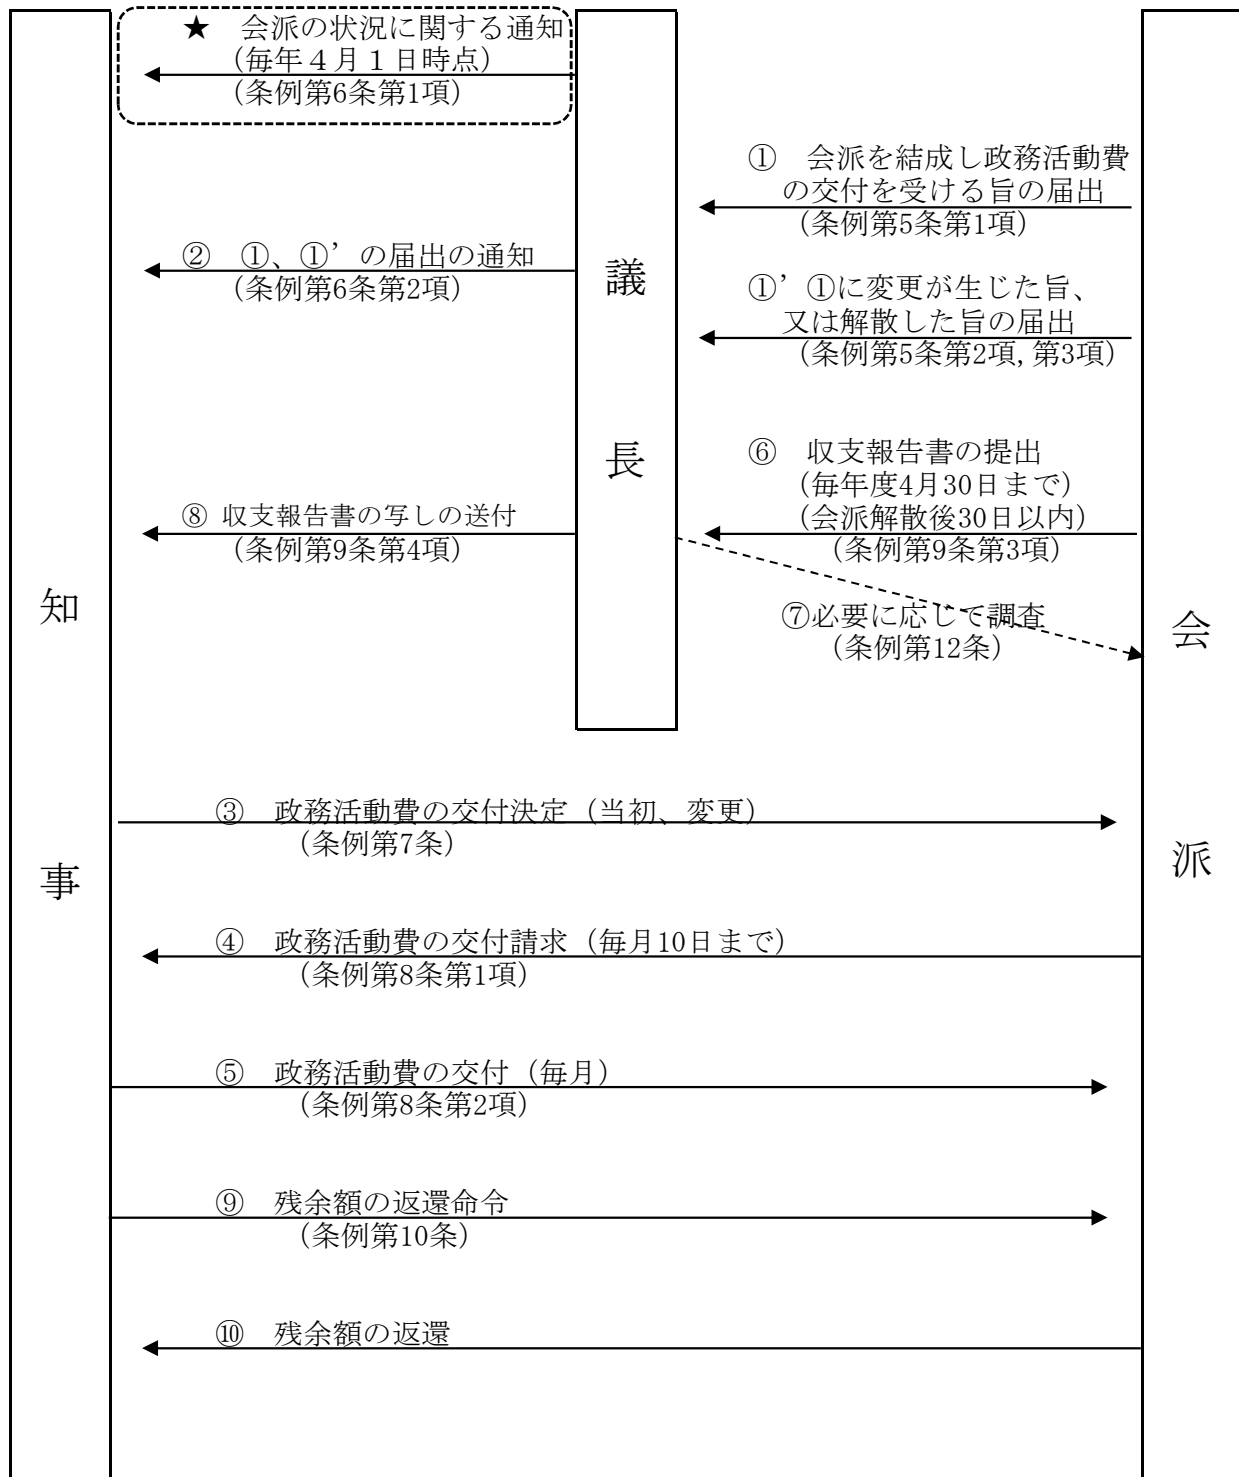 ★　会派の状況に関する通知
(毎年４月１日時点)
(条例第6条第1項)
①　会派を結成し政務活動費
の交付を受ける旨の届出
(条例第5条第1項)
②　①、①’の届出の通知
(条例第6条第2項)
①’①に変更が生じた旨、
又は解散した旨の届出
(条例第5条第2項,第3項)
議長
⑥　収支報告書の提出
(毎年度4月30日まで)
(会派解散後30日以内)
(条例第9条第3項)
⑧ 収支報告書の写しの送付
(条例第9条第4項)
⑦必要に応じて調査
(条例第12条)
知事
会派
③　政務活動費の交付決定（当初、変更）
(条例第7条)
④　政務活動費の交付請求（毎月10日まで）
(条例第8条第1項)
⑤　政務活動費の交付（毎月）
(条例第8条第2項)
⑨　残余額の返還命令
(条例第10条)
⑩　残余額の返還